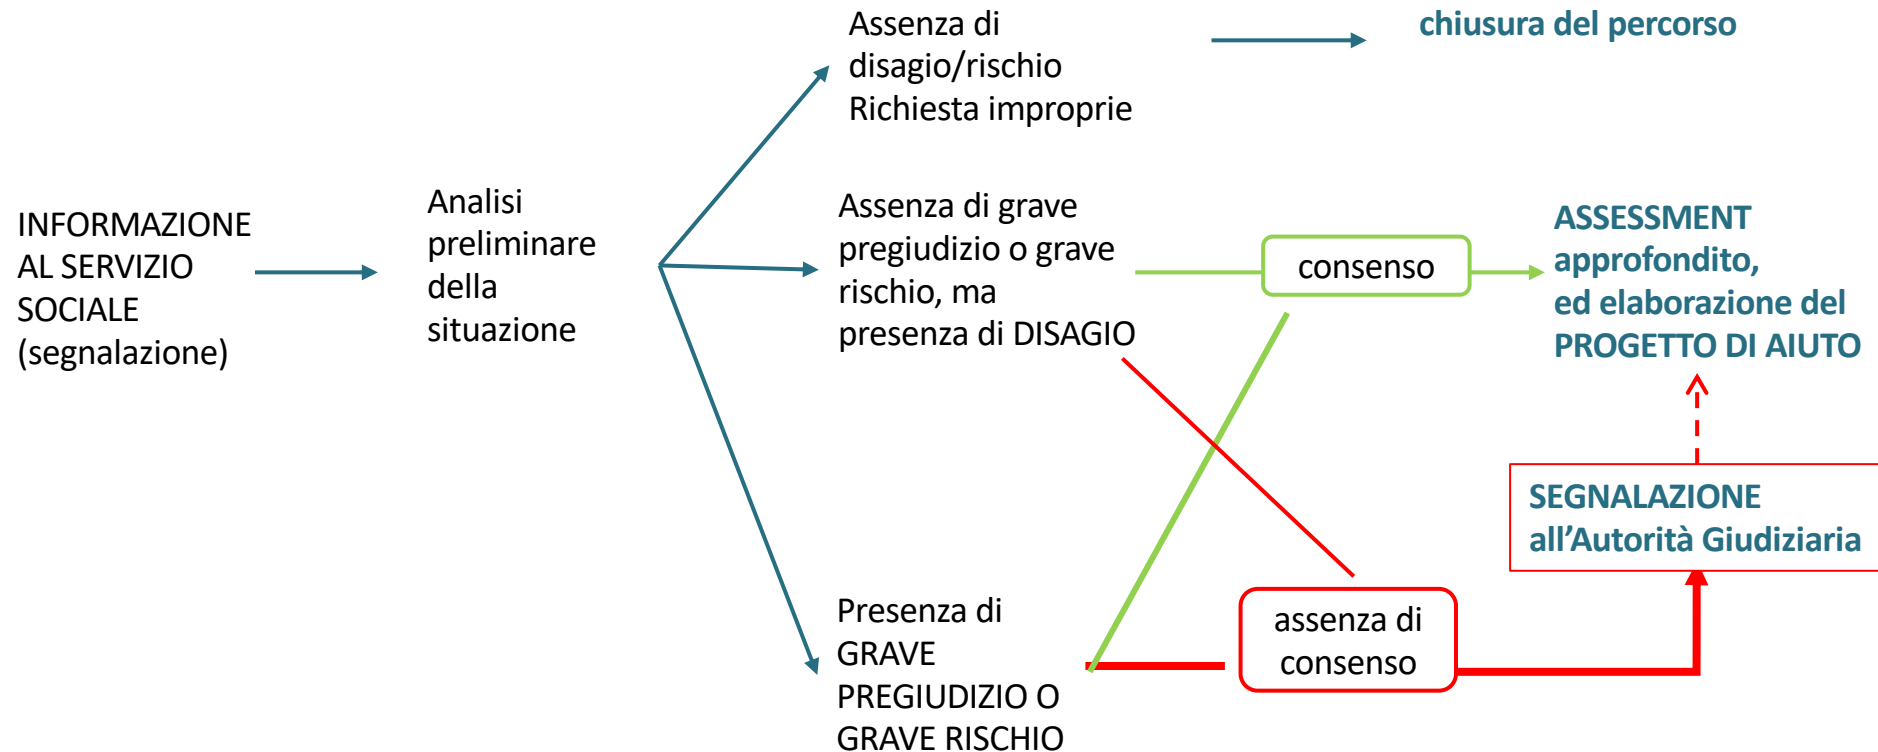 INFORMAZIONE
AL SERVIZIO
SOCIALE
(segnalazione)
Analisi
preliminare
della
situazione
Assenza di
disagio/rischio
Richiesta improprie
chiusura del percorso
Assenza di grave
pregiudizio o grave
rischio, ma
presenza di DISAGIO
consenso
ASSESSMENT
approfondito,
ed elaborazione del
PROGETTO DI AIUTO
SEGNALAZIONE
all’Autorità Giudiziaria
Presenza di
GRAVE
PREGIUDIZIO O
GRAVE RISCHIO
assenza di
consenso